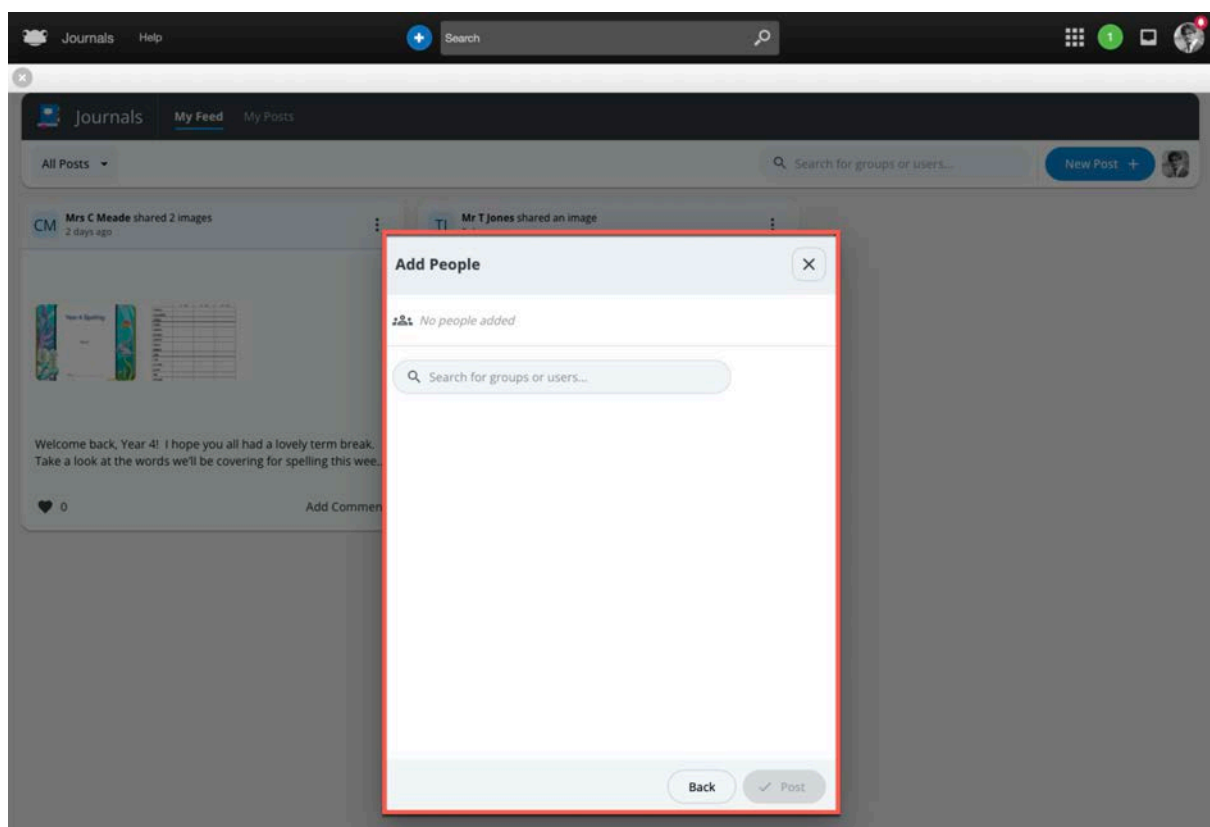 Journals Help
Search
1
Journals My Feed My Posts
All Posts
Search for groups or users...
New Post +
CM Mrs C Meade shared 2 images
2 days ago
TJ Mr T Jones shared an image
Year 4 Spelling
Welcome back, Year 4! I hope you all had a lovely term break.
Take a look at the words we'll be covering for spelling this wee...
0 Add Commen
Add People
No people added
Search for groups or users...
Back Post